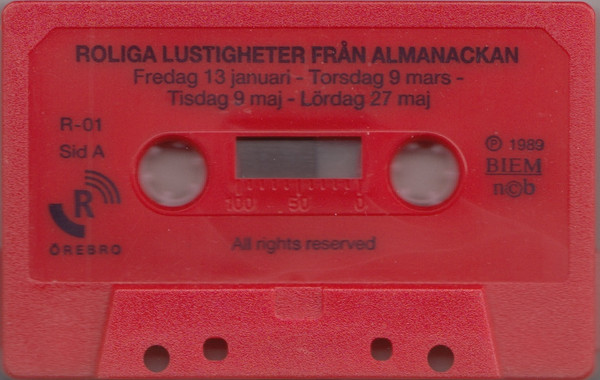 ROLIGA LUSTIGHETER FRÅN ALMANACKAN
Fredag 13 januari - Torsdag 9 mars -
Tisdag 9 maj - Lördag 27 maj
R-01
Sid A
R
ÖREBRO
100 50 0
All rights reserved
Ⓟ 1989
BIEM
n©b